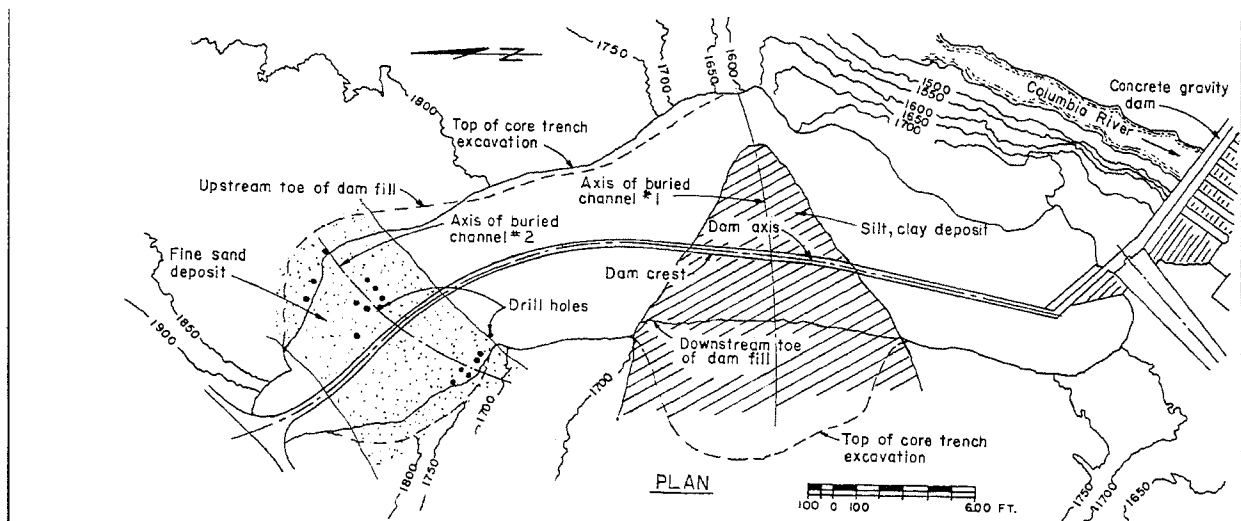 1750
1700
1650
1600
1800
N
1500
1550
1600
1650
1700
Columbia River
Concrete gravity
dam
Top of core trench
excavation
Upstream toe of dam fill
Axis of buried
channel #1
Axis of buried
channel #2
Silt, clay deposit
Dam axis
Fine sand
deposit
Dam crest
Drill holes
1850
1900
Downstream toe
of dam fill
1700
1700
1750
1800
Top of core trench
excavation
PLAN
100 0 100 600 FT.
1750
1700
1650